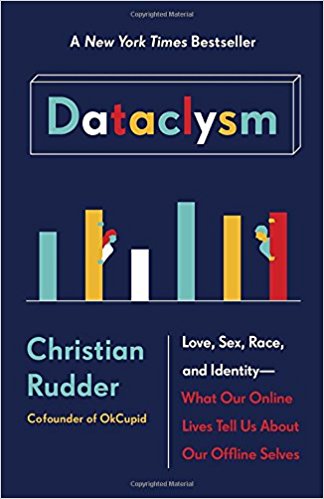 A New York Times Bestseller
Dataclysm
Christian
Rudder
Cofounder of OkCupid
Love, Sex, Race,
and Identity—
What Our Online
Lives Tell Us About
Our Offline Selves